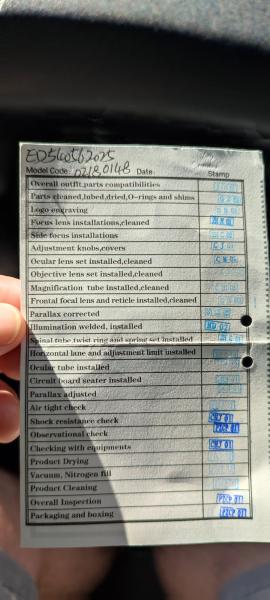 ED540562025
Model Code: 02180148 Date:
Stamp
Overall outfit,parts compatibilities
Parts cleaned,lubed,dried,O-rings and shims
Logo engraving
Focus lens installations,cleaned
Side focus installations
Adjustment knobs,covers
Ocular lens set installed,cleaned
Objective lens set installed,cleaned
Magnification tube installed,cleaned
Frontal focal lens and reticle installed,cleaned
Parallax corrected
Illumination welded, installed
Spinal tube twist ring and spring set installed
Horizontal lane and adjustment limit installed
Ocular tube installed
Circuit board seater installed
Parallax adjusted
Air tight check
Shock resistance check
Observational check
Checking with equipments
Product Drying
Vacuum, Nitrogen fill
Product Cleaning
Overall Inspection
Packaging and boxing